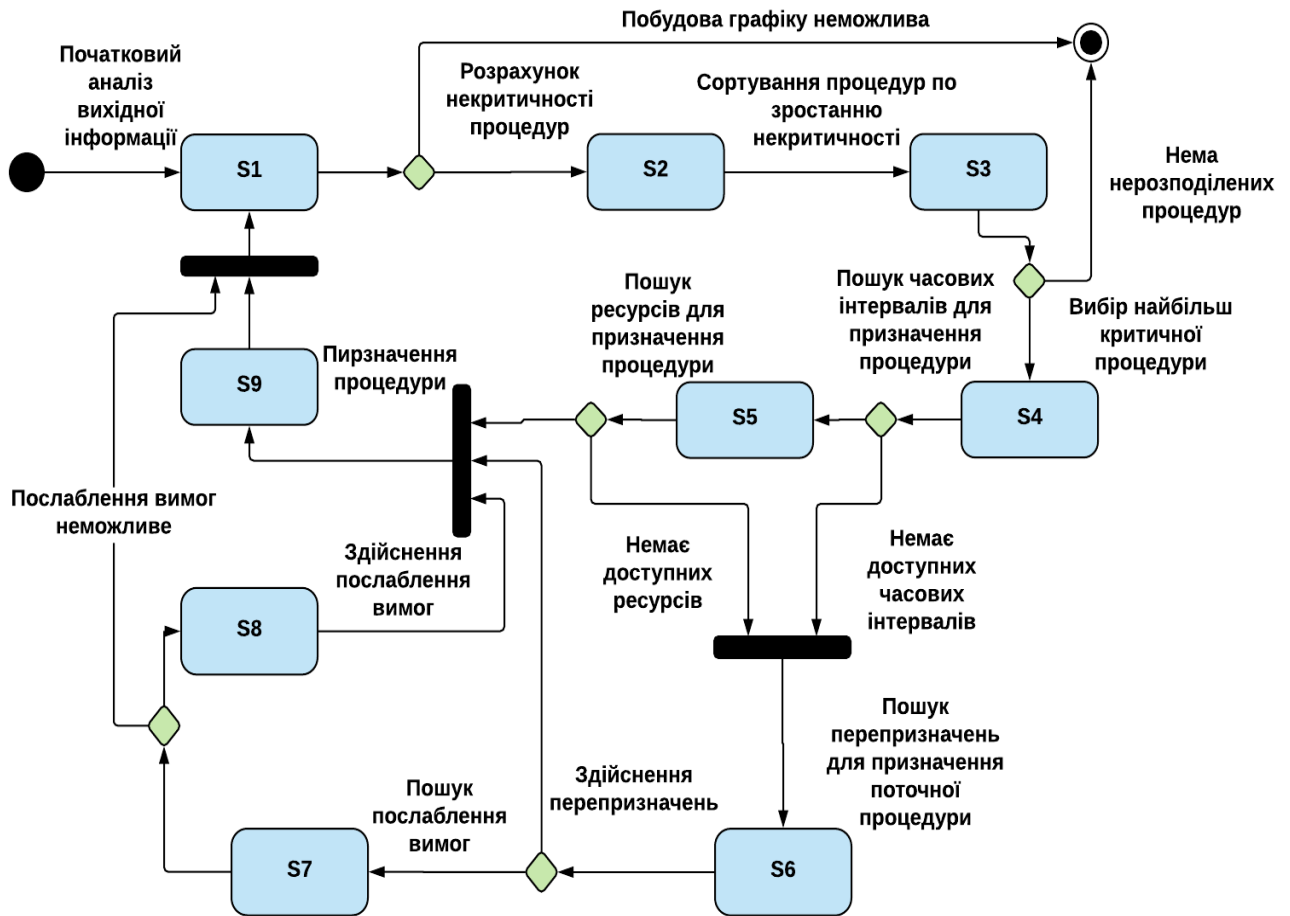 Побудова графіку неможлива
Початковий
аналіз
вихідної
інформації
Розрахунок
некритичності
процедур
Сортування процедур по
зростанню
некритичності
S1
S2
S3
Нема
нерозподілених
процедур
Пошук
ресурсів для
призначення
процедури
Пошук часових
інтервалів для
призначення
процедури
Вибір найбільш
критичної
процедури
Пирзначення
процедури
S9
S5
S4
Послаблення вимог
неможливе
Здійснення
послаблення
вимог
Немає
доступних
ресурсів
Немає
доступних
часових
інтервалів
S8
Пошук
перепризначень
для призначення
поточної
процедури
Здійснення
перепризначень
Пошук
послаблення
вимог
S7
S6